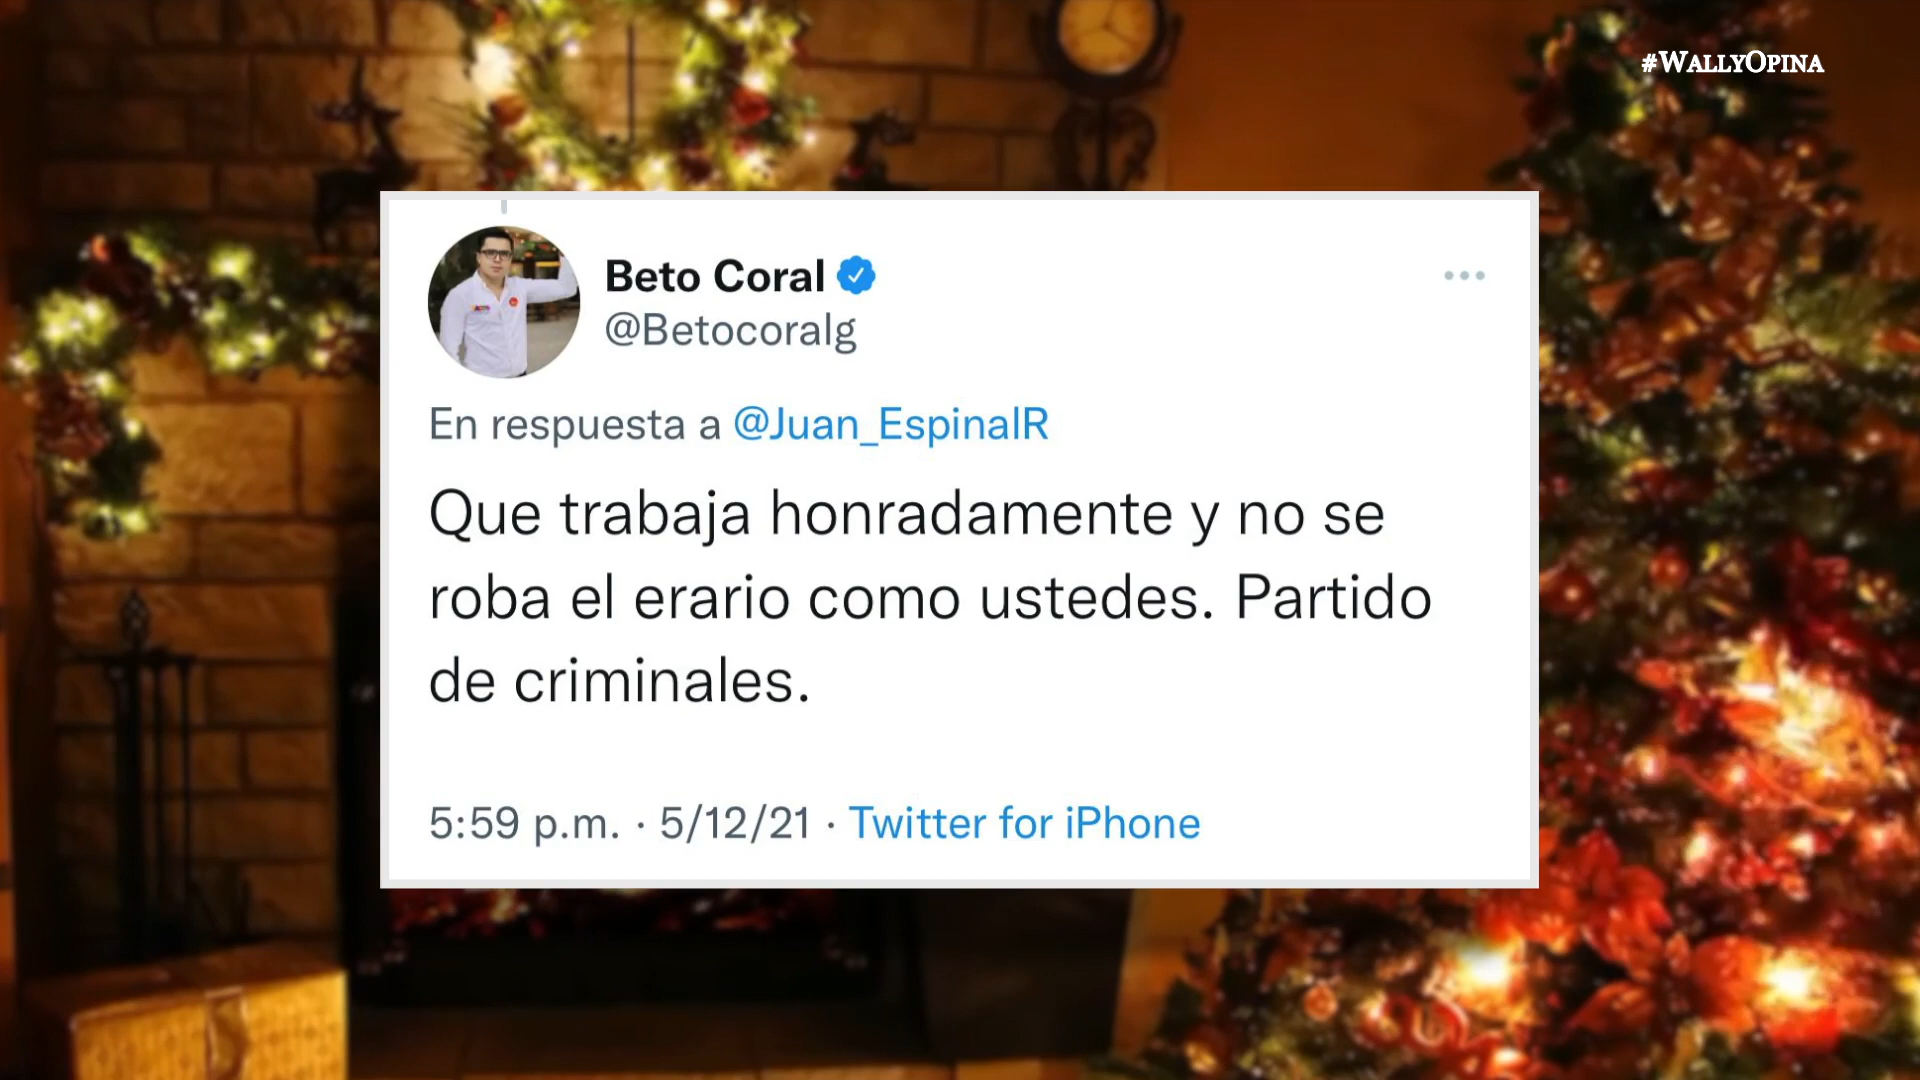 #WALLYOPINA
Beto Coral
@Betocoralg
En respuesta a @Juan_EspinalR
Que trabaja honradamente y no se
roba el erario como ustedes. Partido
de criminales.
5:59 p.m. · 5/12/21 · Twitter for iPhone